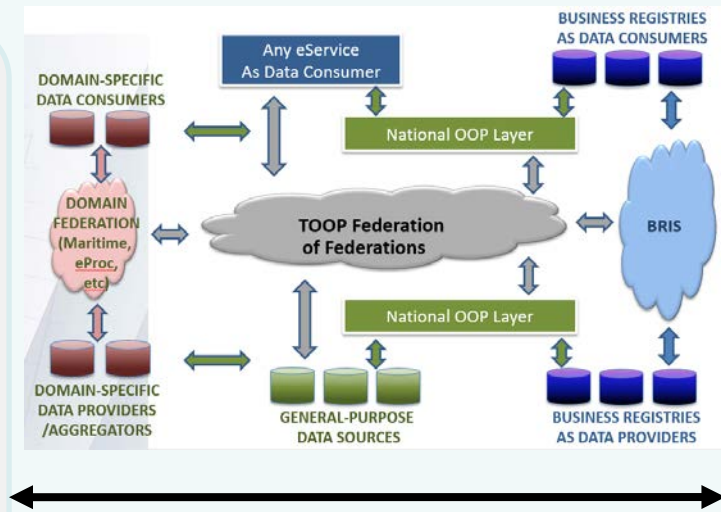 BUSINESS REGISTRIES
AS DATA CONSUMERS
Any eService
As Data Consumer
DOMAIN-SPECIFIC
DATA CONSUMERS
National OOP Layer
DOMAIN
FEDERATION
(Maritime,
eProc,
etc)
TOOP Federation
of Federations
BRIS
National OOP Layer
DOMAIN-SPECIFIC
DATA PROVIDERS
/AGGREGATORS
GENERAL-PURPOSE
DATA SOURCES
BUSINESS REGISTRIES
AS DATA PROVIDERS